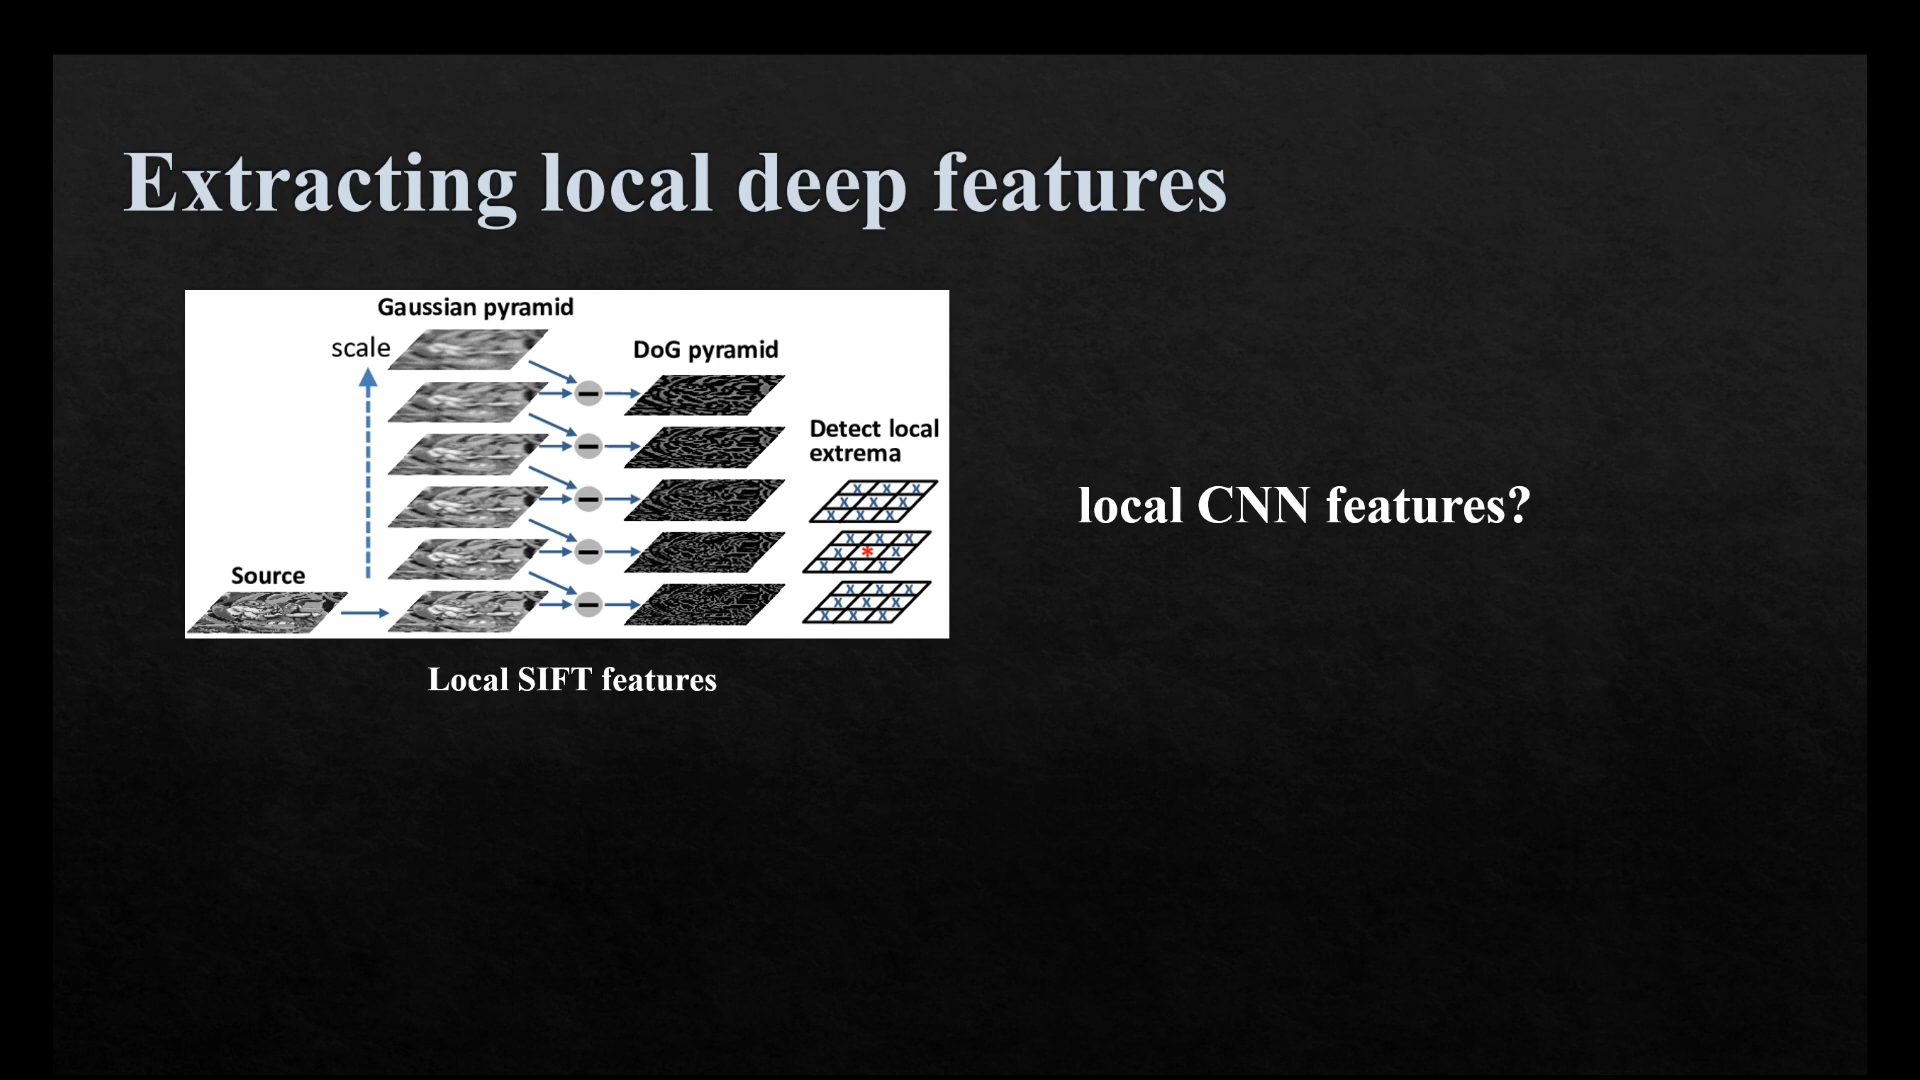 Extracting local deep features
Gaussian pyramid
scale
DoG pyramid
Detect local
extrema
Source
x x x
x x x
x x x
x x x
x * x
x x x
x x x
x x x
x x x
Local SIFT features
local CNN features?